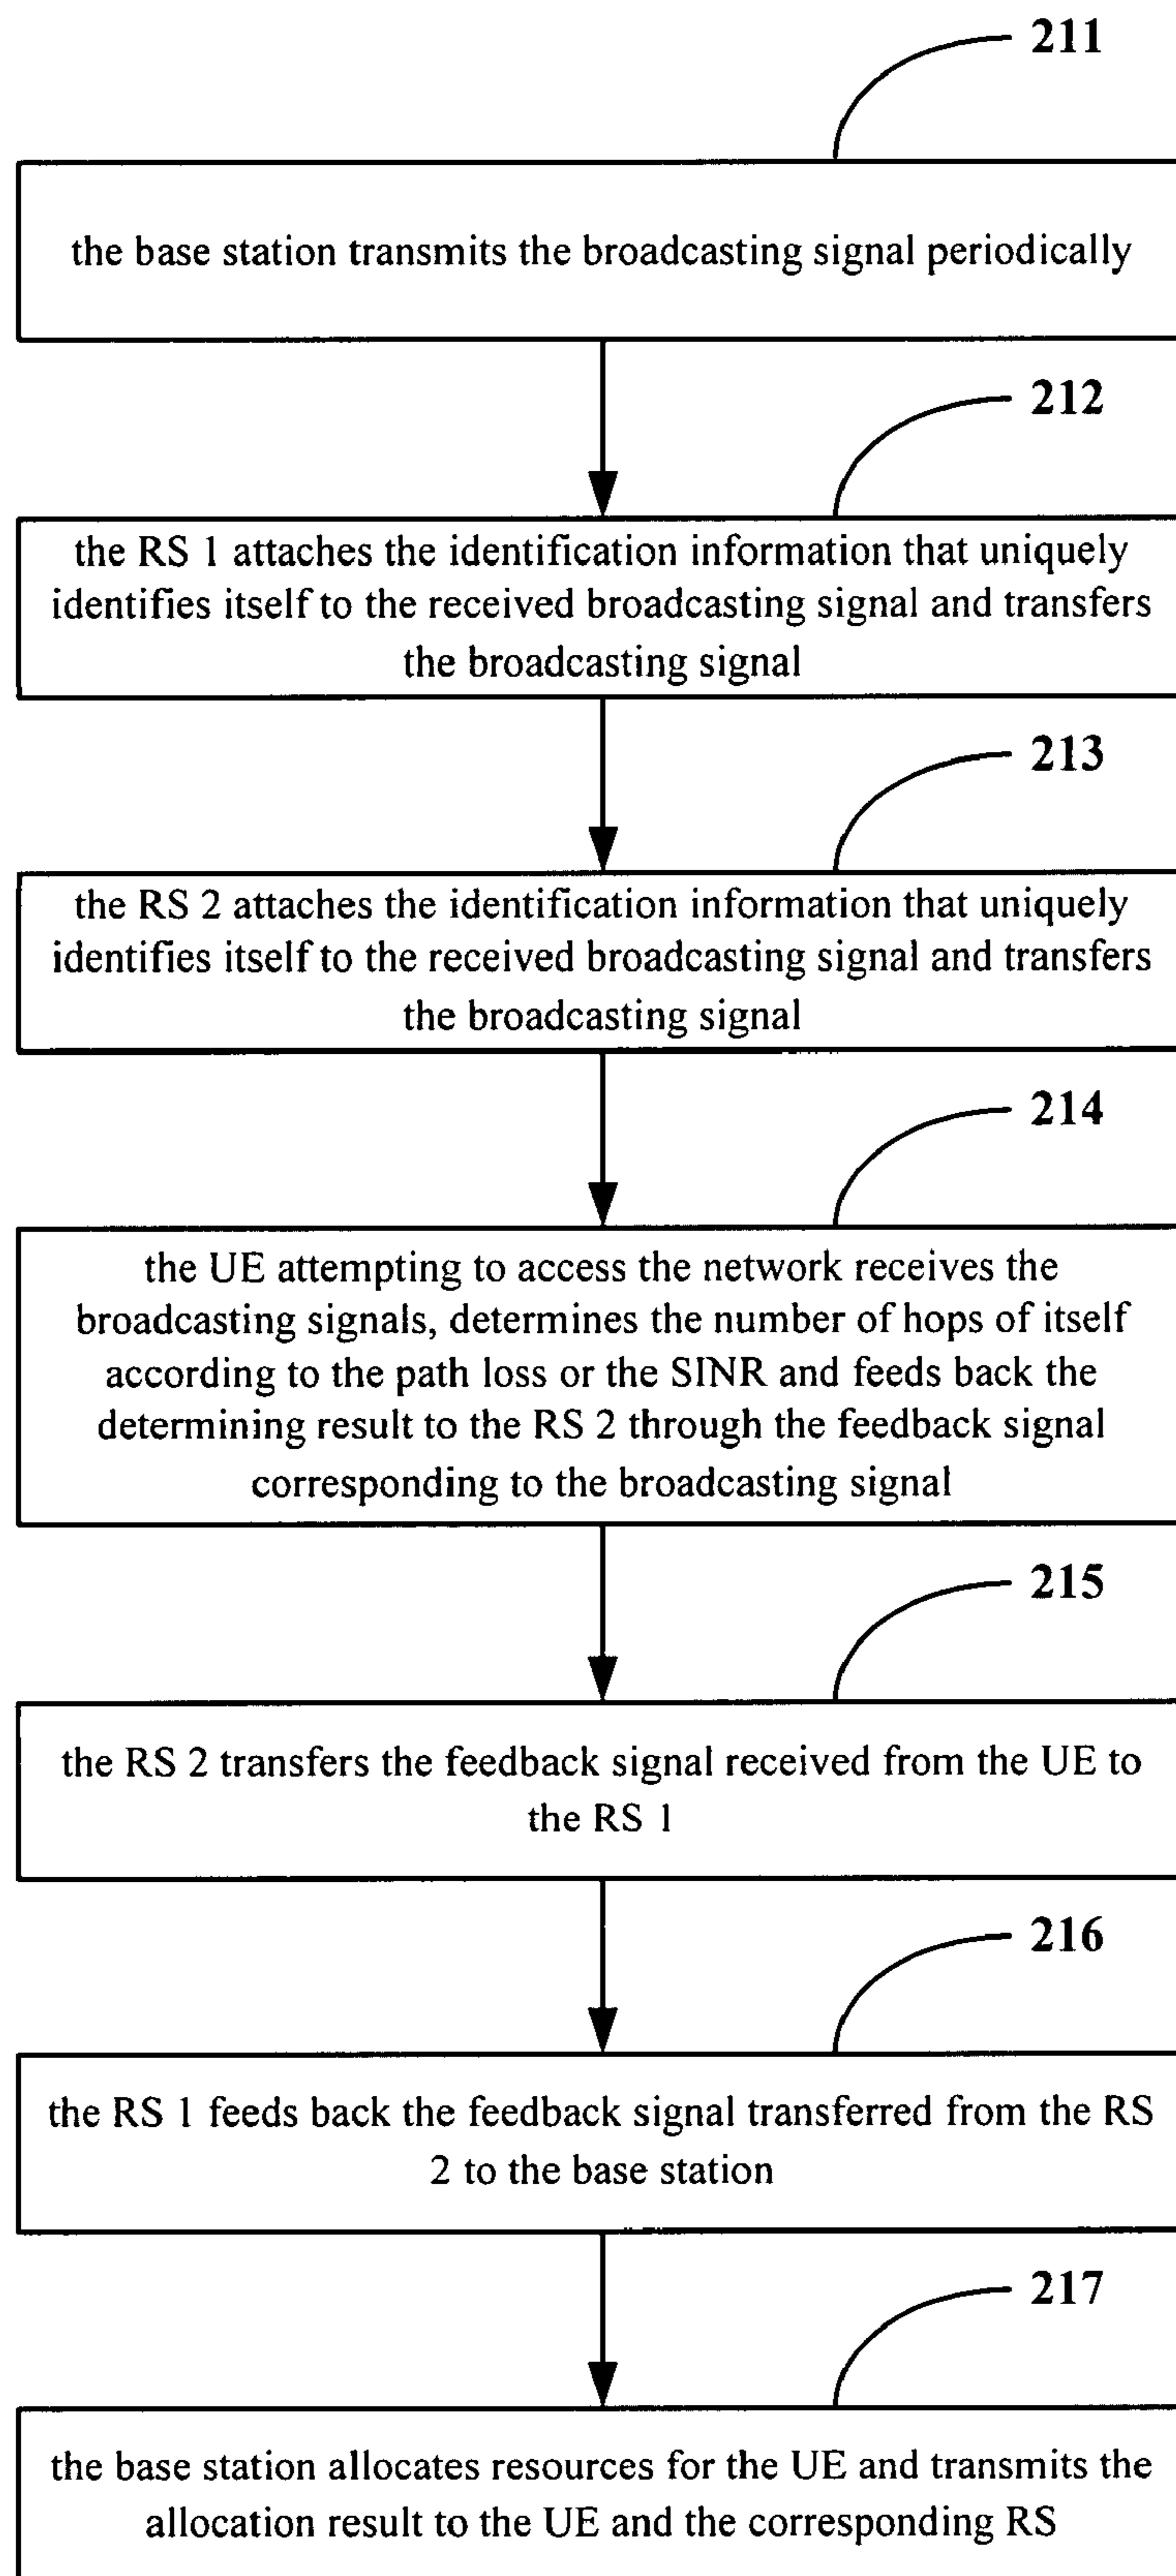 211
the base station transmits the broadcasting signal periodically
212
the RS 1 attaches the identification information that uniquely
identifies itself to the received broadcasting signal and transfers
the broadcasting signal
213
the RS 2 attaches the identification information that uniquely
identifies itself to the received broadcasting signal and transfers
the broadcasting signal
214
the UE attempting to access the network receives the
broadcasting signals, determines the number of hops of itself
according to the path loss or the SINR and feeds back the
determining result to the RS 2 through the feedback signal
corresponding to the broadcasting signal
215
the RS 2 transfers the feedback signal received from the UE to
the RS 1
216
the RS 1 feeds back the feedback signal transferred from the RS
2 to the base station
217
the base station allocates resources for the UE and transmits the
allocation result to the UE and the corresponding RS